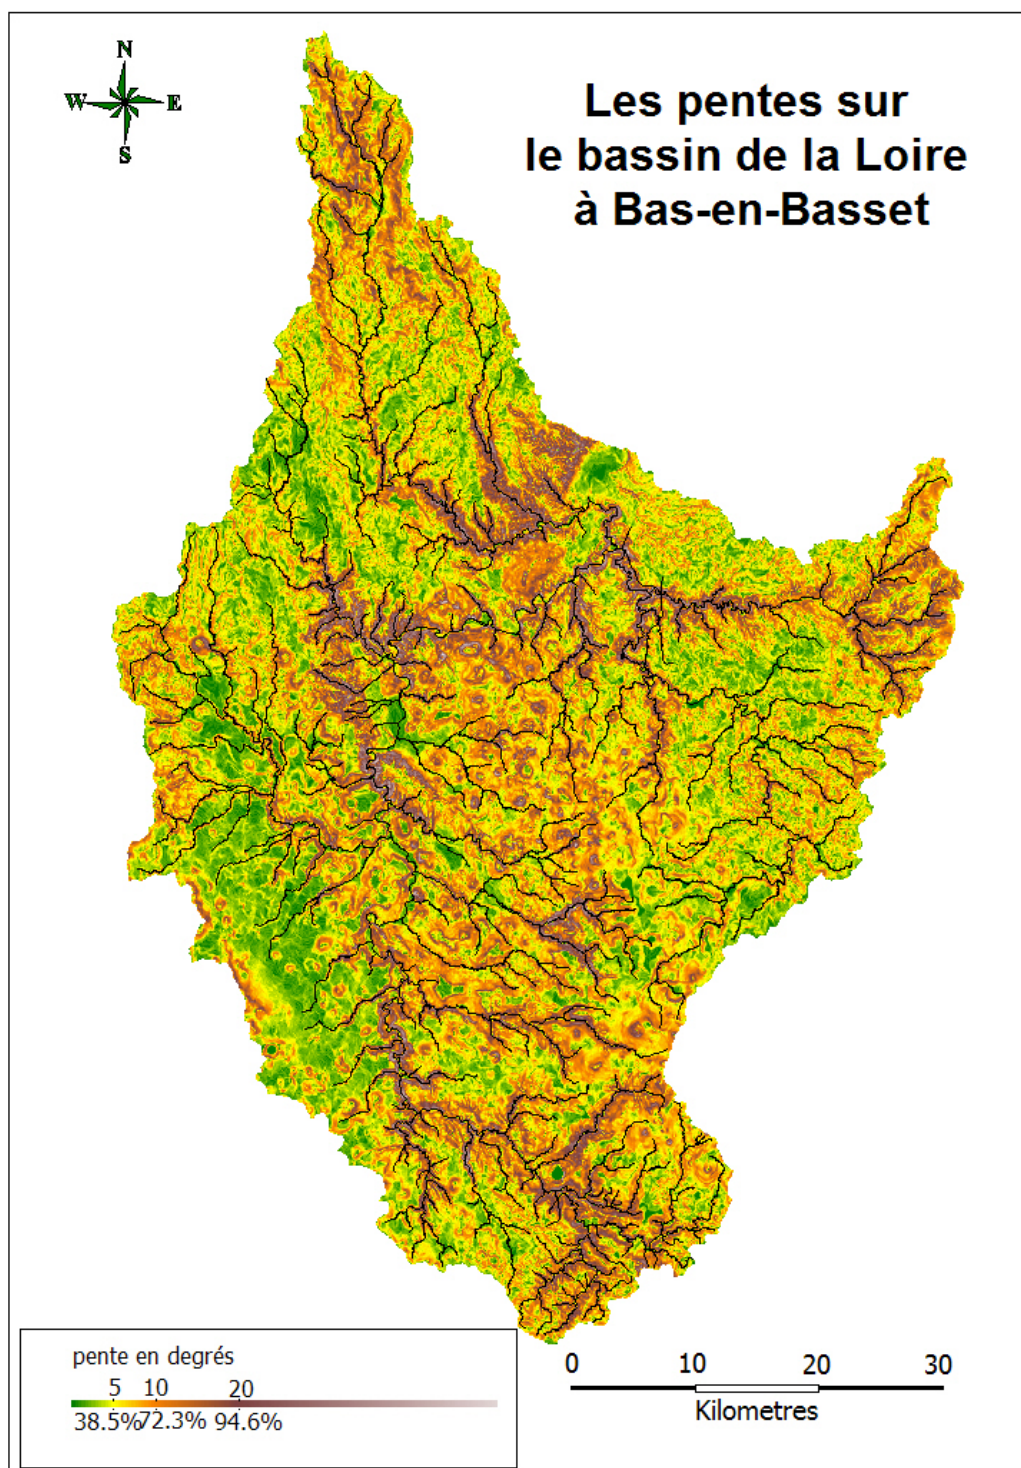 N
W E
S
Les pentes sur
le bassin de la Loire
à Bas-en-Basset
pente en degrés
5 10 20
38.5% 72.3% 94.6%
0 10 20 30
Kilometres